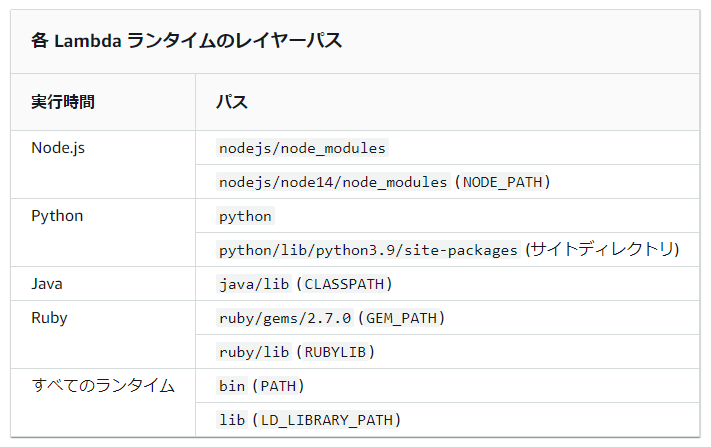 各 Lambda ランタイムのレイヤーパス
実行時間 パス
Node.js nodejs/node_modules
nodejs/node14/node_modules (NODE_PATH)
Python python
python/lib/python3.9/site-packages (サイトディレクトリ)
Java java/lib (CLASSPATH)
Ruby ruby/gems/2.7.0 (GEM_PATH)
ruby/lib (RUBYLIB)
すべてのランタイム bin (PATH)
lib (LD_LIBRARY_PATH)